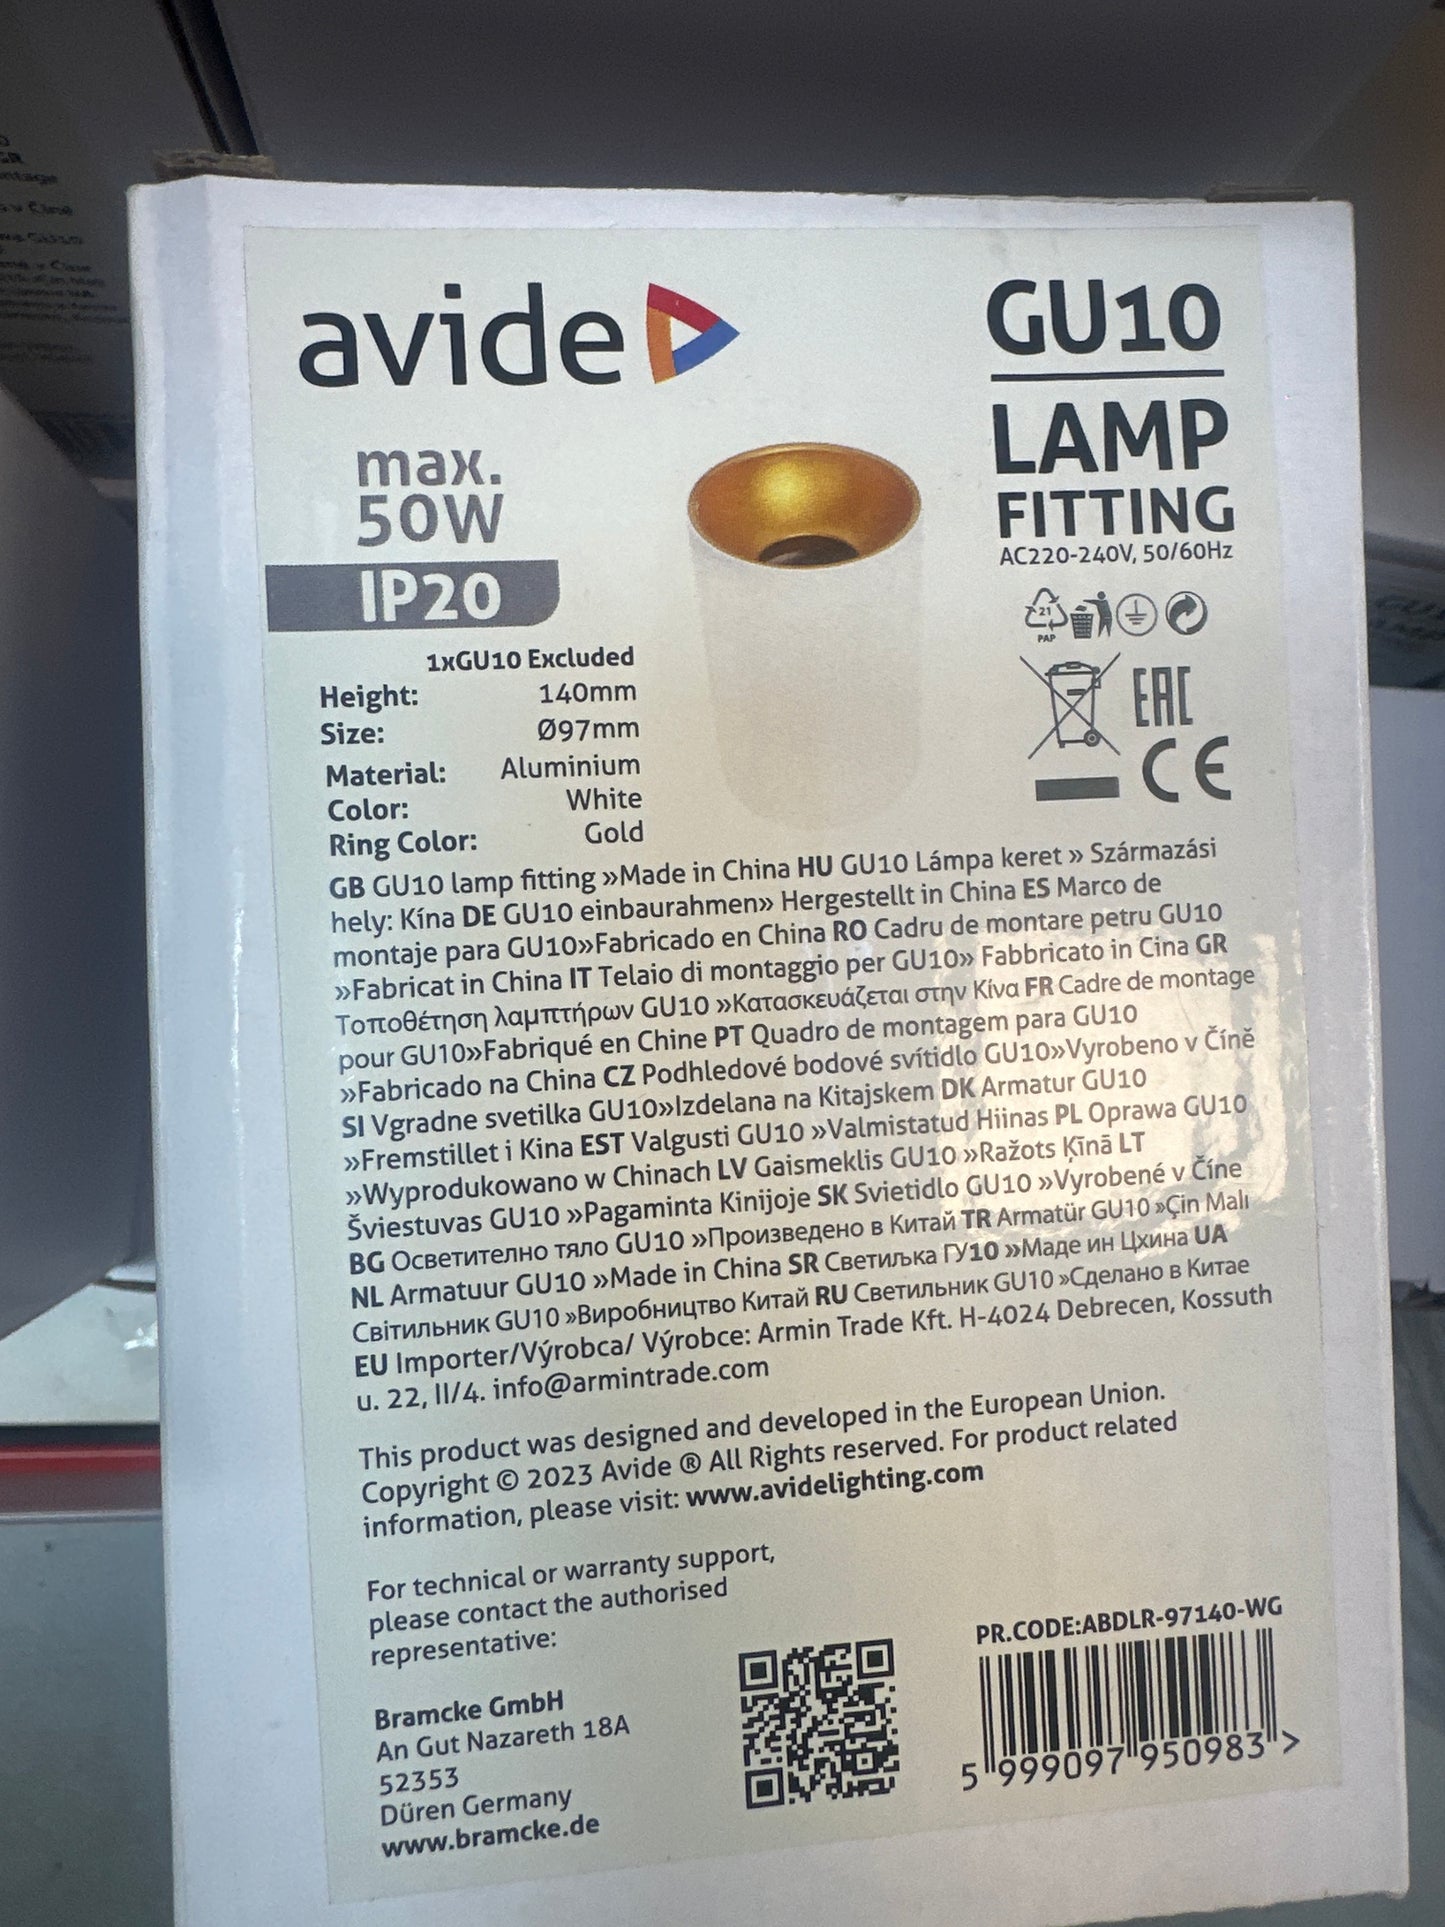 avide
GU10
LAMP
FITTING
AC220-240V, 50/60Hz
max.
50W
IP20
21
PAP
EAC
CE
1xGU10 Excluded
Height: 140mm
Size: Ø97mm
Material: Aluminium
Color: White
Ring Color: Gold
GB GU10 lamp fitting »Made in China HU GU10 Lámpa keret » Származási
hely: Kína DE GU10 einbaurahmen» Hergestellt in China ES Marco de
montaje para GU10»Fabricado en China RO Cadru de montare petru GU10
»Fabricat in China IT Telaio di montaggio per GU10» Fabbricato in Cina GR
Τοποθέτηση λαμπτήρων GU10 »Κατασκευάζεται στην Κίνα FR Cadre de montage
pour GU10»Fabriqué en Chine PT Quadro de montagem para GU10
»Fabricado na China CZ Podhledové bodové svítidlo GU10»Vyrobeno v Číně
SI Vgradne svetilka GU10»Izdelana na Kitajskem DK Armatur GU10
»Fremstillet i Kina EST Valgusti GU10 »Valmistatud Hiinas PL Oprawa GU10
»Wyprodukowano w Chinach LV Gaismeklis GU10 »Ražots Ķīnā LT
Šviestuvas GU10 »Pagaminta Kinijoje SK Svietidlo GU10 »Vyrobené v Číne
BG Осветително тяло GU10 »Произведено в Китай TR Armatür GU10 »Çin Malı
NL Armatuur GU10 »Made in China SR Светиљка ГУ10 »Маде ин Цхина UA
Світильник GU10 »Виробництво Китай RU Светильник GU10 »Сделано в Китае
EU Importer/Výrobca/ Výrobce: Armin Trade Kft. H-4024 Debrecen, Kossuth
u. 22, II/4. info@armintrade.com
This product was designed and developed in the European Union.
Copyright © 2023 Avide ® All Rights reserved. For product related
information, please visit: www.avidelighting.com
For technical or warranty support,
please contact the authorised
representative:
Bramcke GmbH
An Gut Nazareth 18A
52353
Düren Germany
www.bramcke.de
PR.CODE:ABDLR-97140-WG
5 999097 950983 >